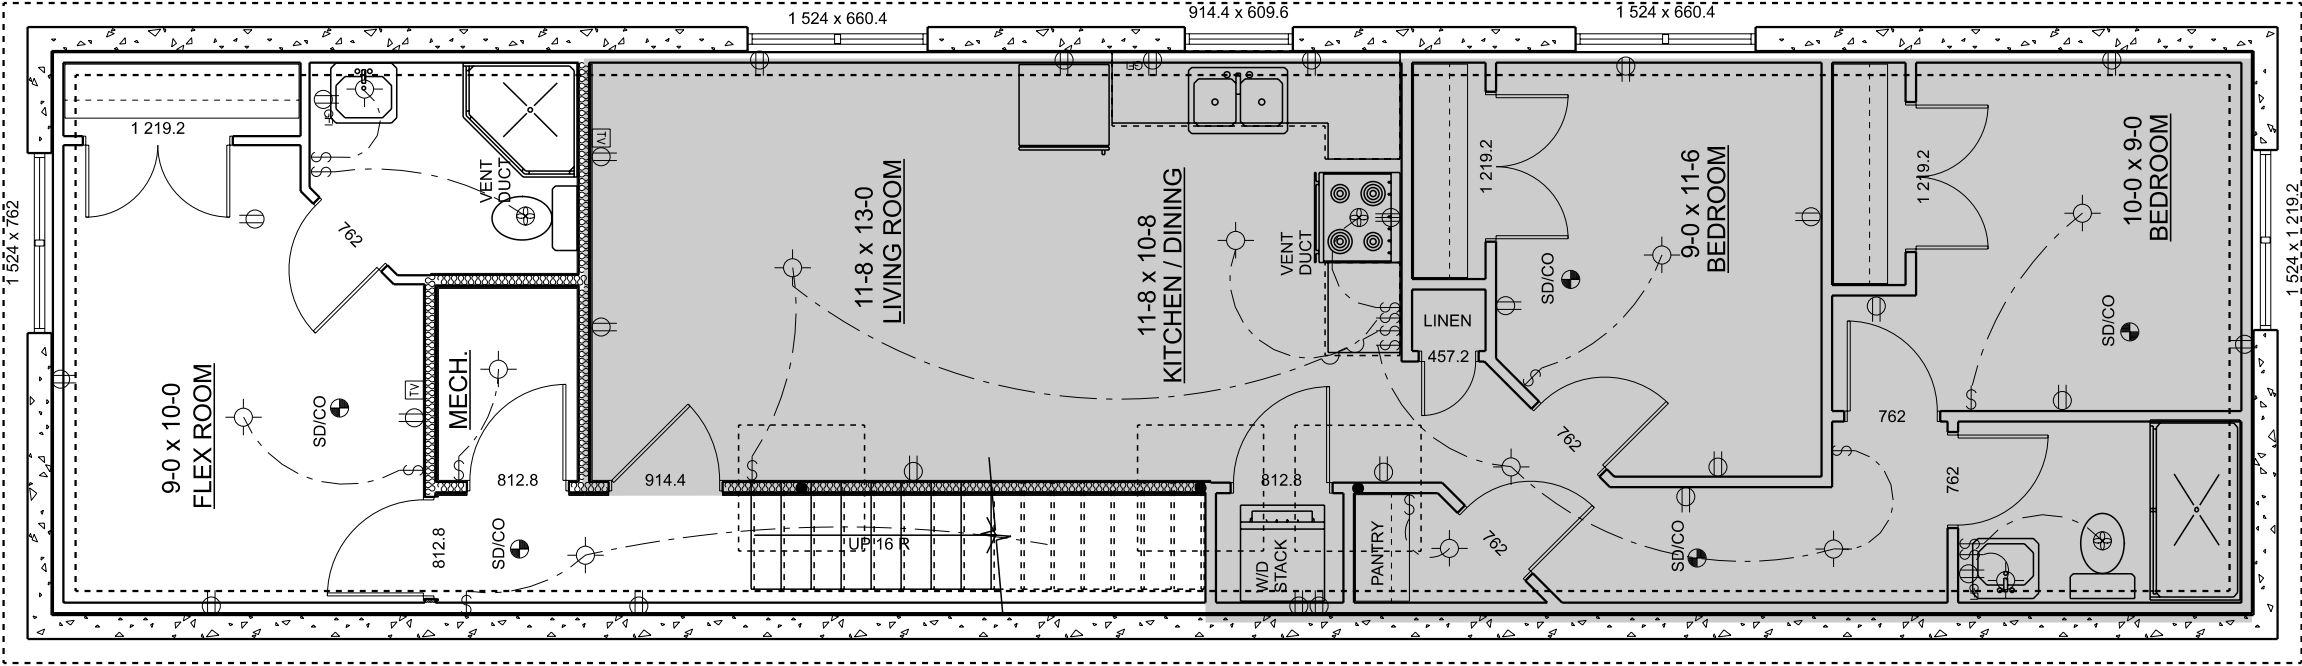 1 524 x 660.4
914.4 x 609.6
1 524 x 660.4
1 524 x 762
1 219.2
VENT
DUCT
762
9-0 x 10-0
FLEX ROOM
SD/CO
TV
MECH.
812.8
812.8
SD/CO
TV
11-8 x 13-0
LIVING ROOM
914.4
UP 16 R
11-8 x 10-8
KITCHEN / DINING
VENT
DUCT
LINEN
457.2
812.8
W/D
STACK
PANTRY
762
1 219.2
SD/CO
9-0 x 11-6
BEDROOM
762
SD/CO
1 219.2
10-0 x 9-0
BEDROOM
SD/CO
762
762
1 524 x 1 219.2